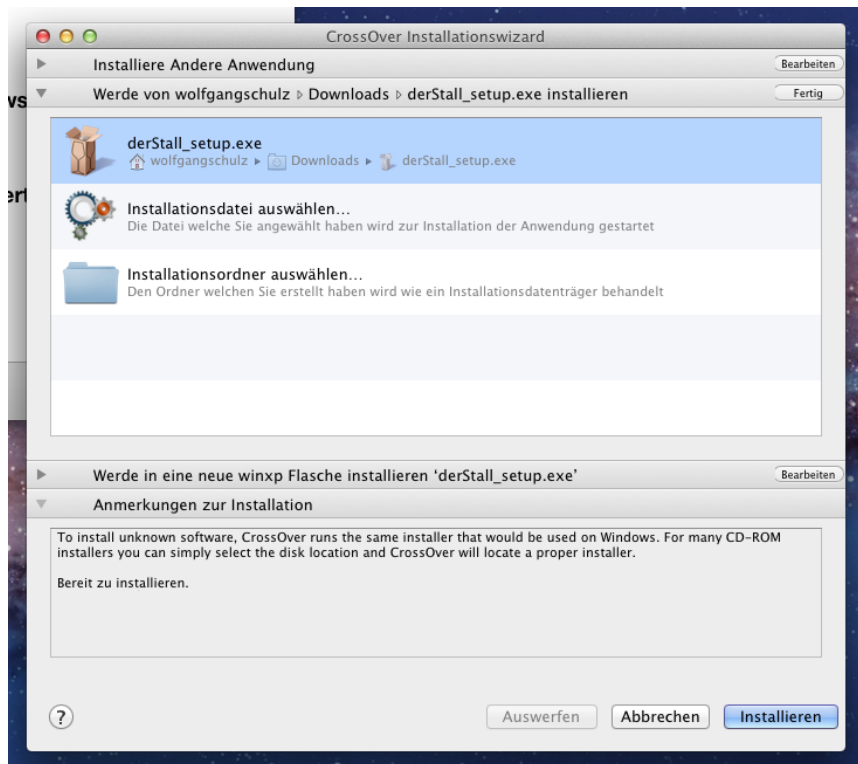 CrossOver Installationswizard
Installiere Andere Anwendung
Bearbeiten
ws
Werde von wolfgangschulz ▹ Downloads ▹ derStall_setup.exe installieren
Fertig
derStall_setup.exe
wolfgangschulz ▸ Downloads ▸ derStall_setup.exe
ert
Installationsdatei auswählen...
Die Datei welche Sie angewählt haben wird zur Installation der Anwendung gestartet
Installationsordner auswählen...
Den Ordner welchen Sie erstellt haben wird wie ein Installationsdatenträger behandelt
Werde in eine neue winxp Flasche installieren ‘derStall_setup.exe’
Bearbeiten
Anmerkungen zur Installation
To install unknown software, CrossOver runs the same installer that would be used on Windows. For many CD-ROM
installers you can simply select the disk location and CrossOver will locate a proper installer.
Bereit zu installieren.
?
Auswerfen
Abbrechen
Installieren